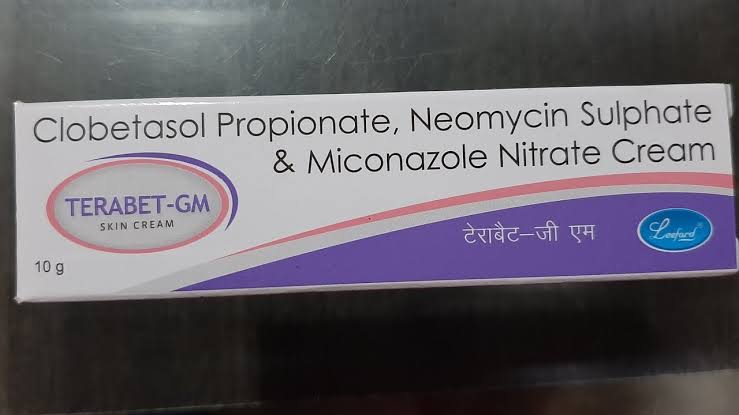 Clobetasol Propionate, Neomycin Sulphate
& Miconazole Nitrate Cream
TERABET-GM
SKIN CREAM
टेराबैट–जी एम
Leeford
10 g